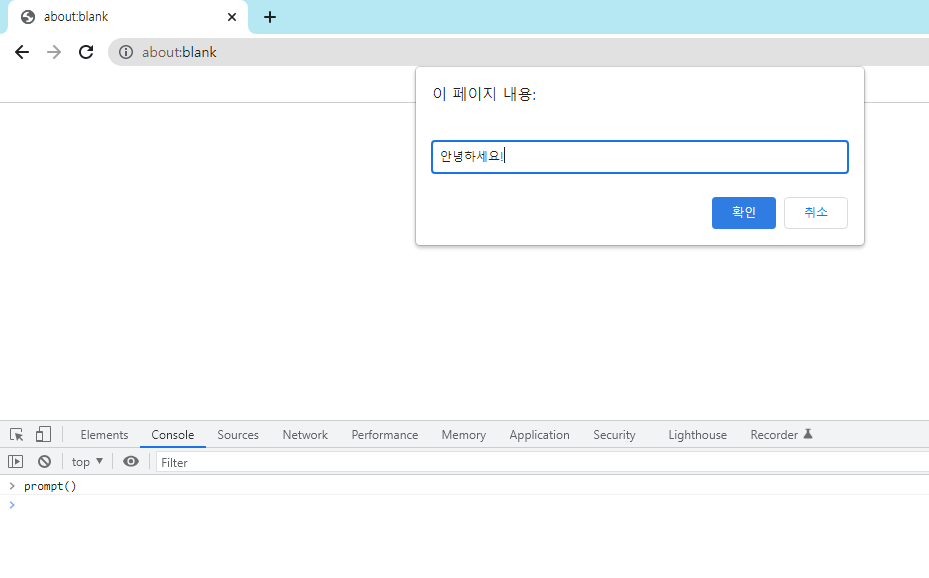 about:blank
about:blank
이 페이지 내용:
안녕하세요!
확인 취소
Elements Console Sources Network Performance Memory Application Security Lighthouse Recorder
top Filter
prompt()